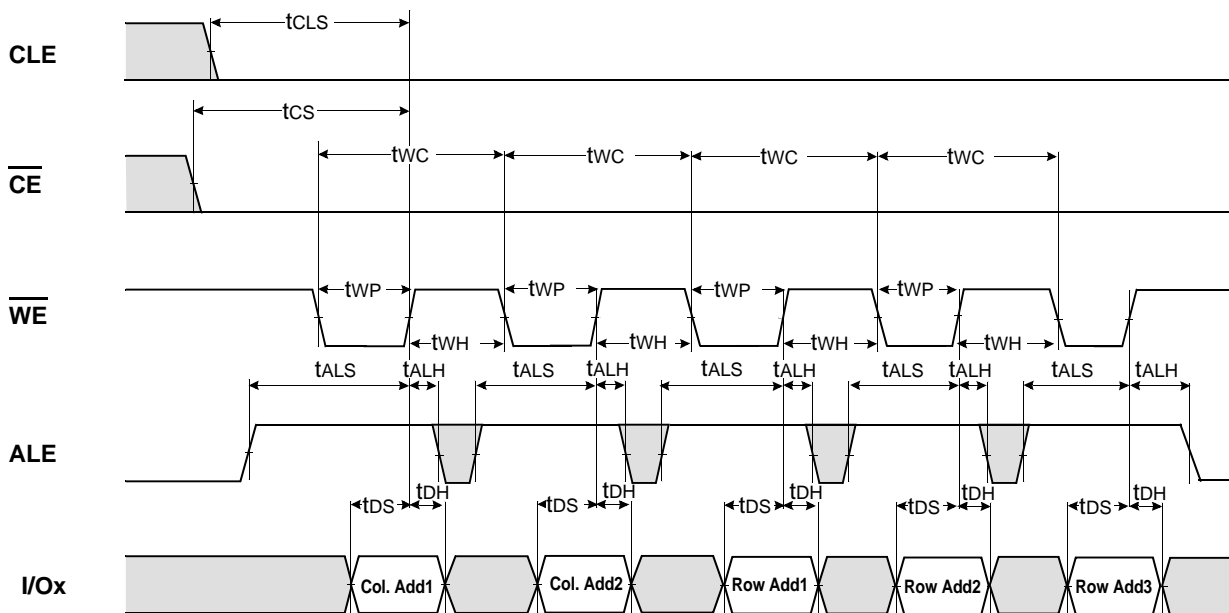 tCLS
CLE
tCS
tWC tWC tWC tWC
CE
tWP tWP tWP tWP
WE
tWH tWH tWH tWH
tALS tALH tALS tALH tALS tALH tALS tALH tALS tALH
ALE
tDS tDH tDS tDH tDS tDH tDS tDH tDS tDH
I/Ox Col. Add1 Col. Add2 Row Add1 Row Add2 Row Add3